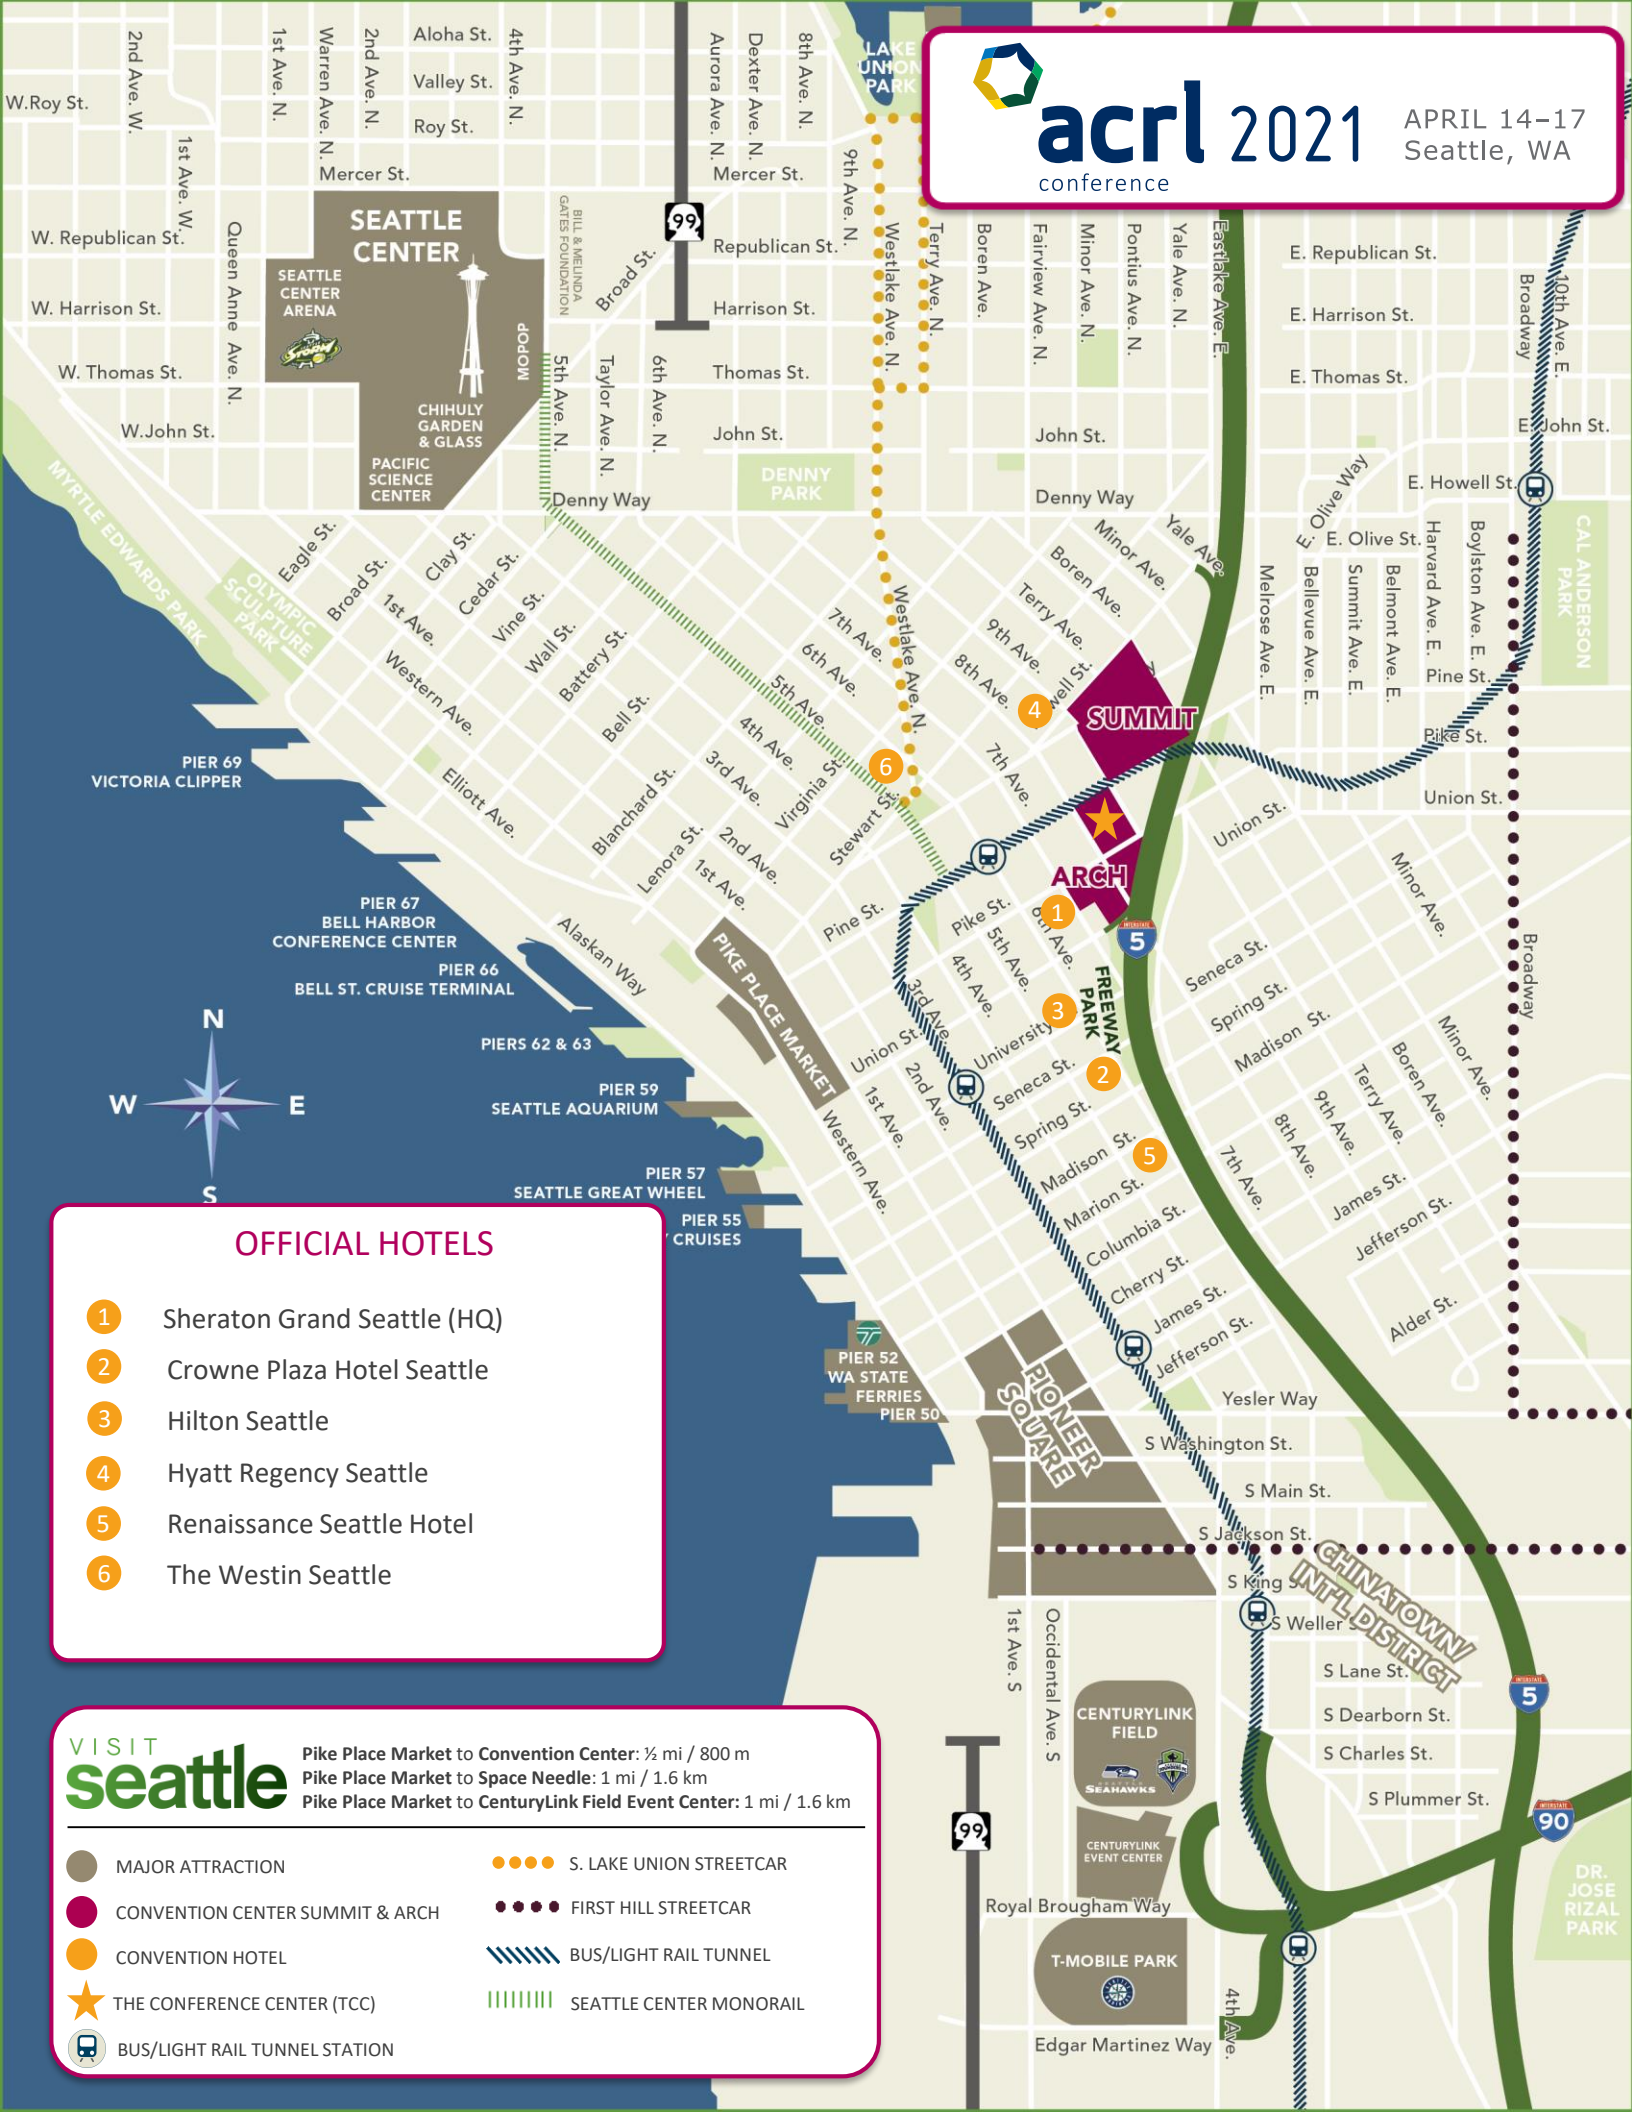 acrl 2021
conference
APRIL 14–17
Seattle, WA
2nd Ave. W.
1st Ave. N.
Warren Ave. N.
2nd Ave. N.
Aloha St.
Valley St.
Roy St.
4th Ave. N.
Aurora Ave. N.
Dexter Ave. N.
8th Ave. N.
LAKE
UNION
PARK
W.Roy St.
1st Ave. W.
Mercer St.
Mercer St.
9th Ave. N.
SEATTLE
CENTER
BILL & MELINDA
GATES FOUNDATION
99
W. Republican St.
Queen Anne Ave. N.
Broad St.
Republican St.
Westlake Ave. N.
Terry Ave. N.
Boren Ave.
Fairview Ave. N.
Minor Ave. N.
Pontius Ave. N.
Yale Ave. N.
Eastlake Ave. E.
E. Republican St.
Broadway
10th Ave. E.
SEATTLE
CENTER
ARENA
STORM
W. Harrison St.
Harrison St.
E. Harrison St.
MOPOP
5th Ave. N.
Taylor Ave. N.
6th Ave. N.
W. Thomas St.
Thomas St.
E. Thomas St.
CHIHULY
GARDEN
& GLASS
W.John St.
John St.
John St.
E. John St.
PACIFIC
SCIENCE
CENTER
DENNY
PARK
Denny Way
Denny Way
E. Olive Way
E. Howell St.
MYRTLE EDWARDS PARK
OLYMPIC
SCULPTURE
PARK
Eagle St.
Broad St.
Clay St.
Cedar St.
Vine St.
Wall St.
Battery St.
Bell St.
1st Ave.
Western Ave.
Elliott Ave.
Minor Ave.
Yale Ave.
Boren Ave.
Terry Ave.
9th Ave.
8th Ave.
7th Ave.
6th Ave.
5th Ave.
4th Ave.
3rd Ave.
2nd Ave.
1st Ave.
Westlake Ave. N.
7th Ave.
E. Olive St.
Melrose Ave. E.
Bellevue Ave. E.
Summit Ave. E.
Belmont Ave. E.
Harvard Ave. E.
Boylston Ave. E.
CAL ANDERSON
PARK
Pine St.
Pike St.
Union St.
4
SUMMIT
6
PIER 69
VICTORIA CLIPPER
Blanchard St.
Lenora St.
Virginia St.
Stewart St.
Union St.
Minor Ave.
Broadway
ARCH
1
Pine St.
Pike St.
6th Ave.
5th Ave.
4th Ave.
3rd Ave.
INTERSTATE
5
PIER 67
BELL HARBOR
CONFERENCE CENTER
PIER 66
BELL ST. CRUISE TERMINAL
Alaskan Way
PIKE PLACE MARKET
FREEWAY
PARK
Seneca St.
Spring St.
Madison St.
3
2
Union St.
University
Seneca St.
Spring St.
Madison St.
Marion St.
Columbia St.
Cherry St.
James St.
Jefferson St.
5
2nd Ave.
1st Ave.
Western Ave.
Minor Ave.
Boren Ave.
Terry Ave.
9th Ave.
8th Ave.
7th Ave.
James St.
Jefferson St.
Alder St.
N
W
E
S
PIERS 62 & 63
PIER 59
SEATTLE AQUARIUM
PIER 57
SEATTLE GREAT WHEEL
PIER 55
CRUISES
PIER 52
WA STATE
FERRIES
PIER 50
PIONEER
SQUARE
Yesler Way
S Washington St.
S Main St.
S Jackson St.
S King S
S Weller S
CHINATOWN/
INT'L DISTRICT
S Lane St.
S Dearborn St.
S Charles St.
S Plummer St.
INTERSTATE
5
INTERSTATE
90
1st Ave. S
Occidental Ave. S
CENTURYLINK
FIELD
SEATTLE
SEAHAWKS
99
CENTURYLINK
EVENT CENTER
Royal Brougham Way
T-MOBILE PARK
4th Ave.
Edgar Martinez Way
DR.
JOSE
RIZAL
PARK
OFFICIAL HOTELS
1 Sheraton Grand Seattle (HQ)
2 Crowne Plaza Hotel Seattle
3 Hilton Seattle
4 Hyatt Regency Seattle
5 Renaissance Seattle Hotel
6 The Westin Seattle
VISIT
seattle
Pike Place Market to Convention Center: ½ mi / 800 m
Pike Place Market to Space Needle: 1 mi / 1.6 km
Pike Place Market to CenturyLink Field Event Center: 1 mi / 1.6 km
MAJOR ATTRACTION
CONVENTION CENTER SUMMIT & ARCH
CONVENTION HOTEL
THE CONFERENCE CENTER (TCC)
BUS/LIGHT RAIL TUNNEL STATION
S. LAKE UNION STREETCAR
FIRST HILL STREETCAR
BUS/LIGHT RAIL TUNNEL
SEATTLE CENTER MONORAIL